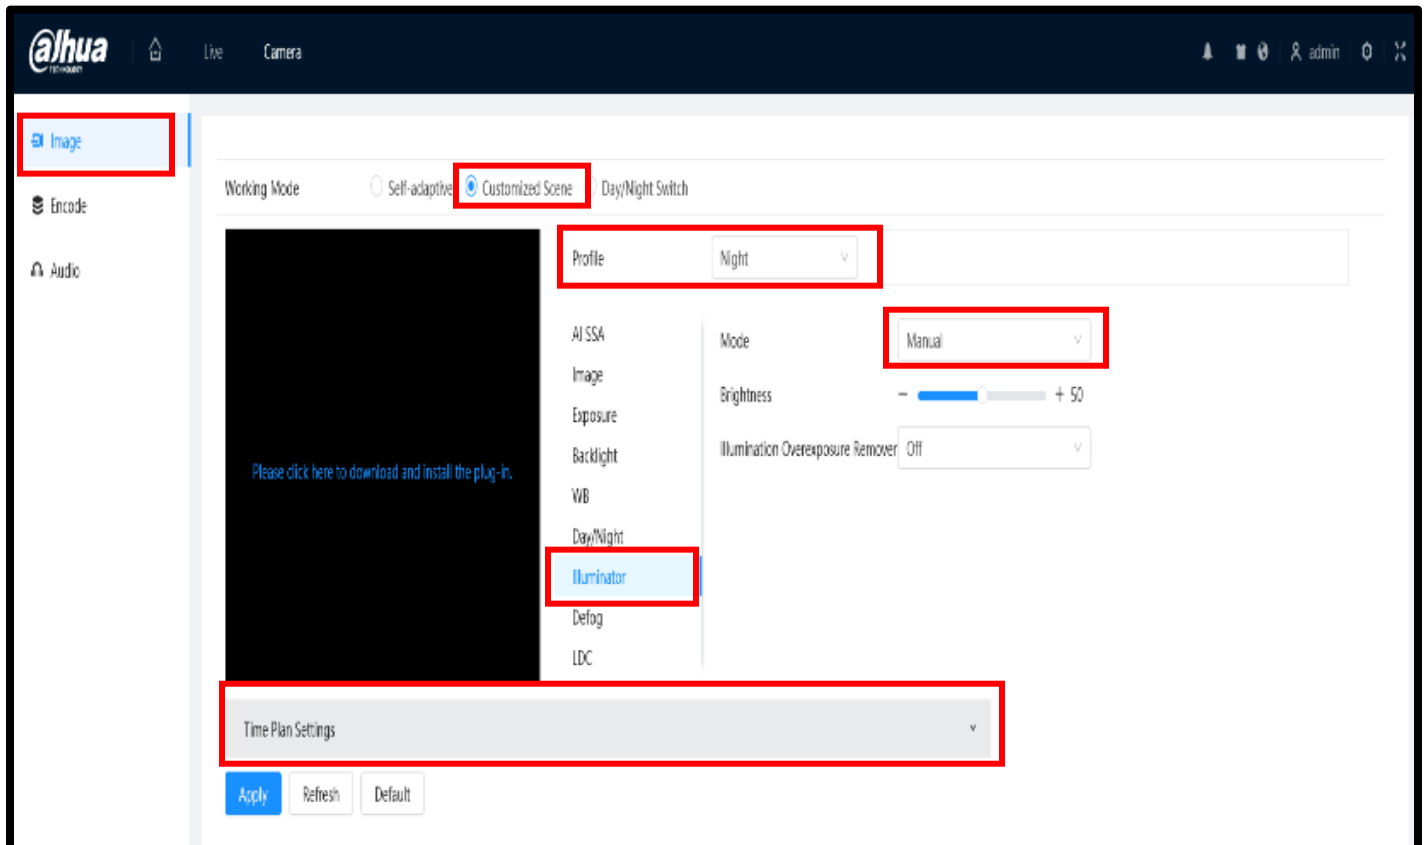 alhua
TECHNOLOGY
Live
Camera
admin
Image
Encode
Audio
Working Mode
Self-adaptive
Customized Scene
Day/Night Switch
Profile
Night
Please click here to download and install the plug-in.
AI SSA
Image
Exposure
Backlight
WB
Day/Night
Illuminator
Defog
LDC
Mode
Manual
Brightness
- + 50
Illumination Overexposure Remover
Off
Time Plan Settings
Apply
Refresh
Default